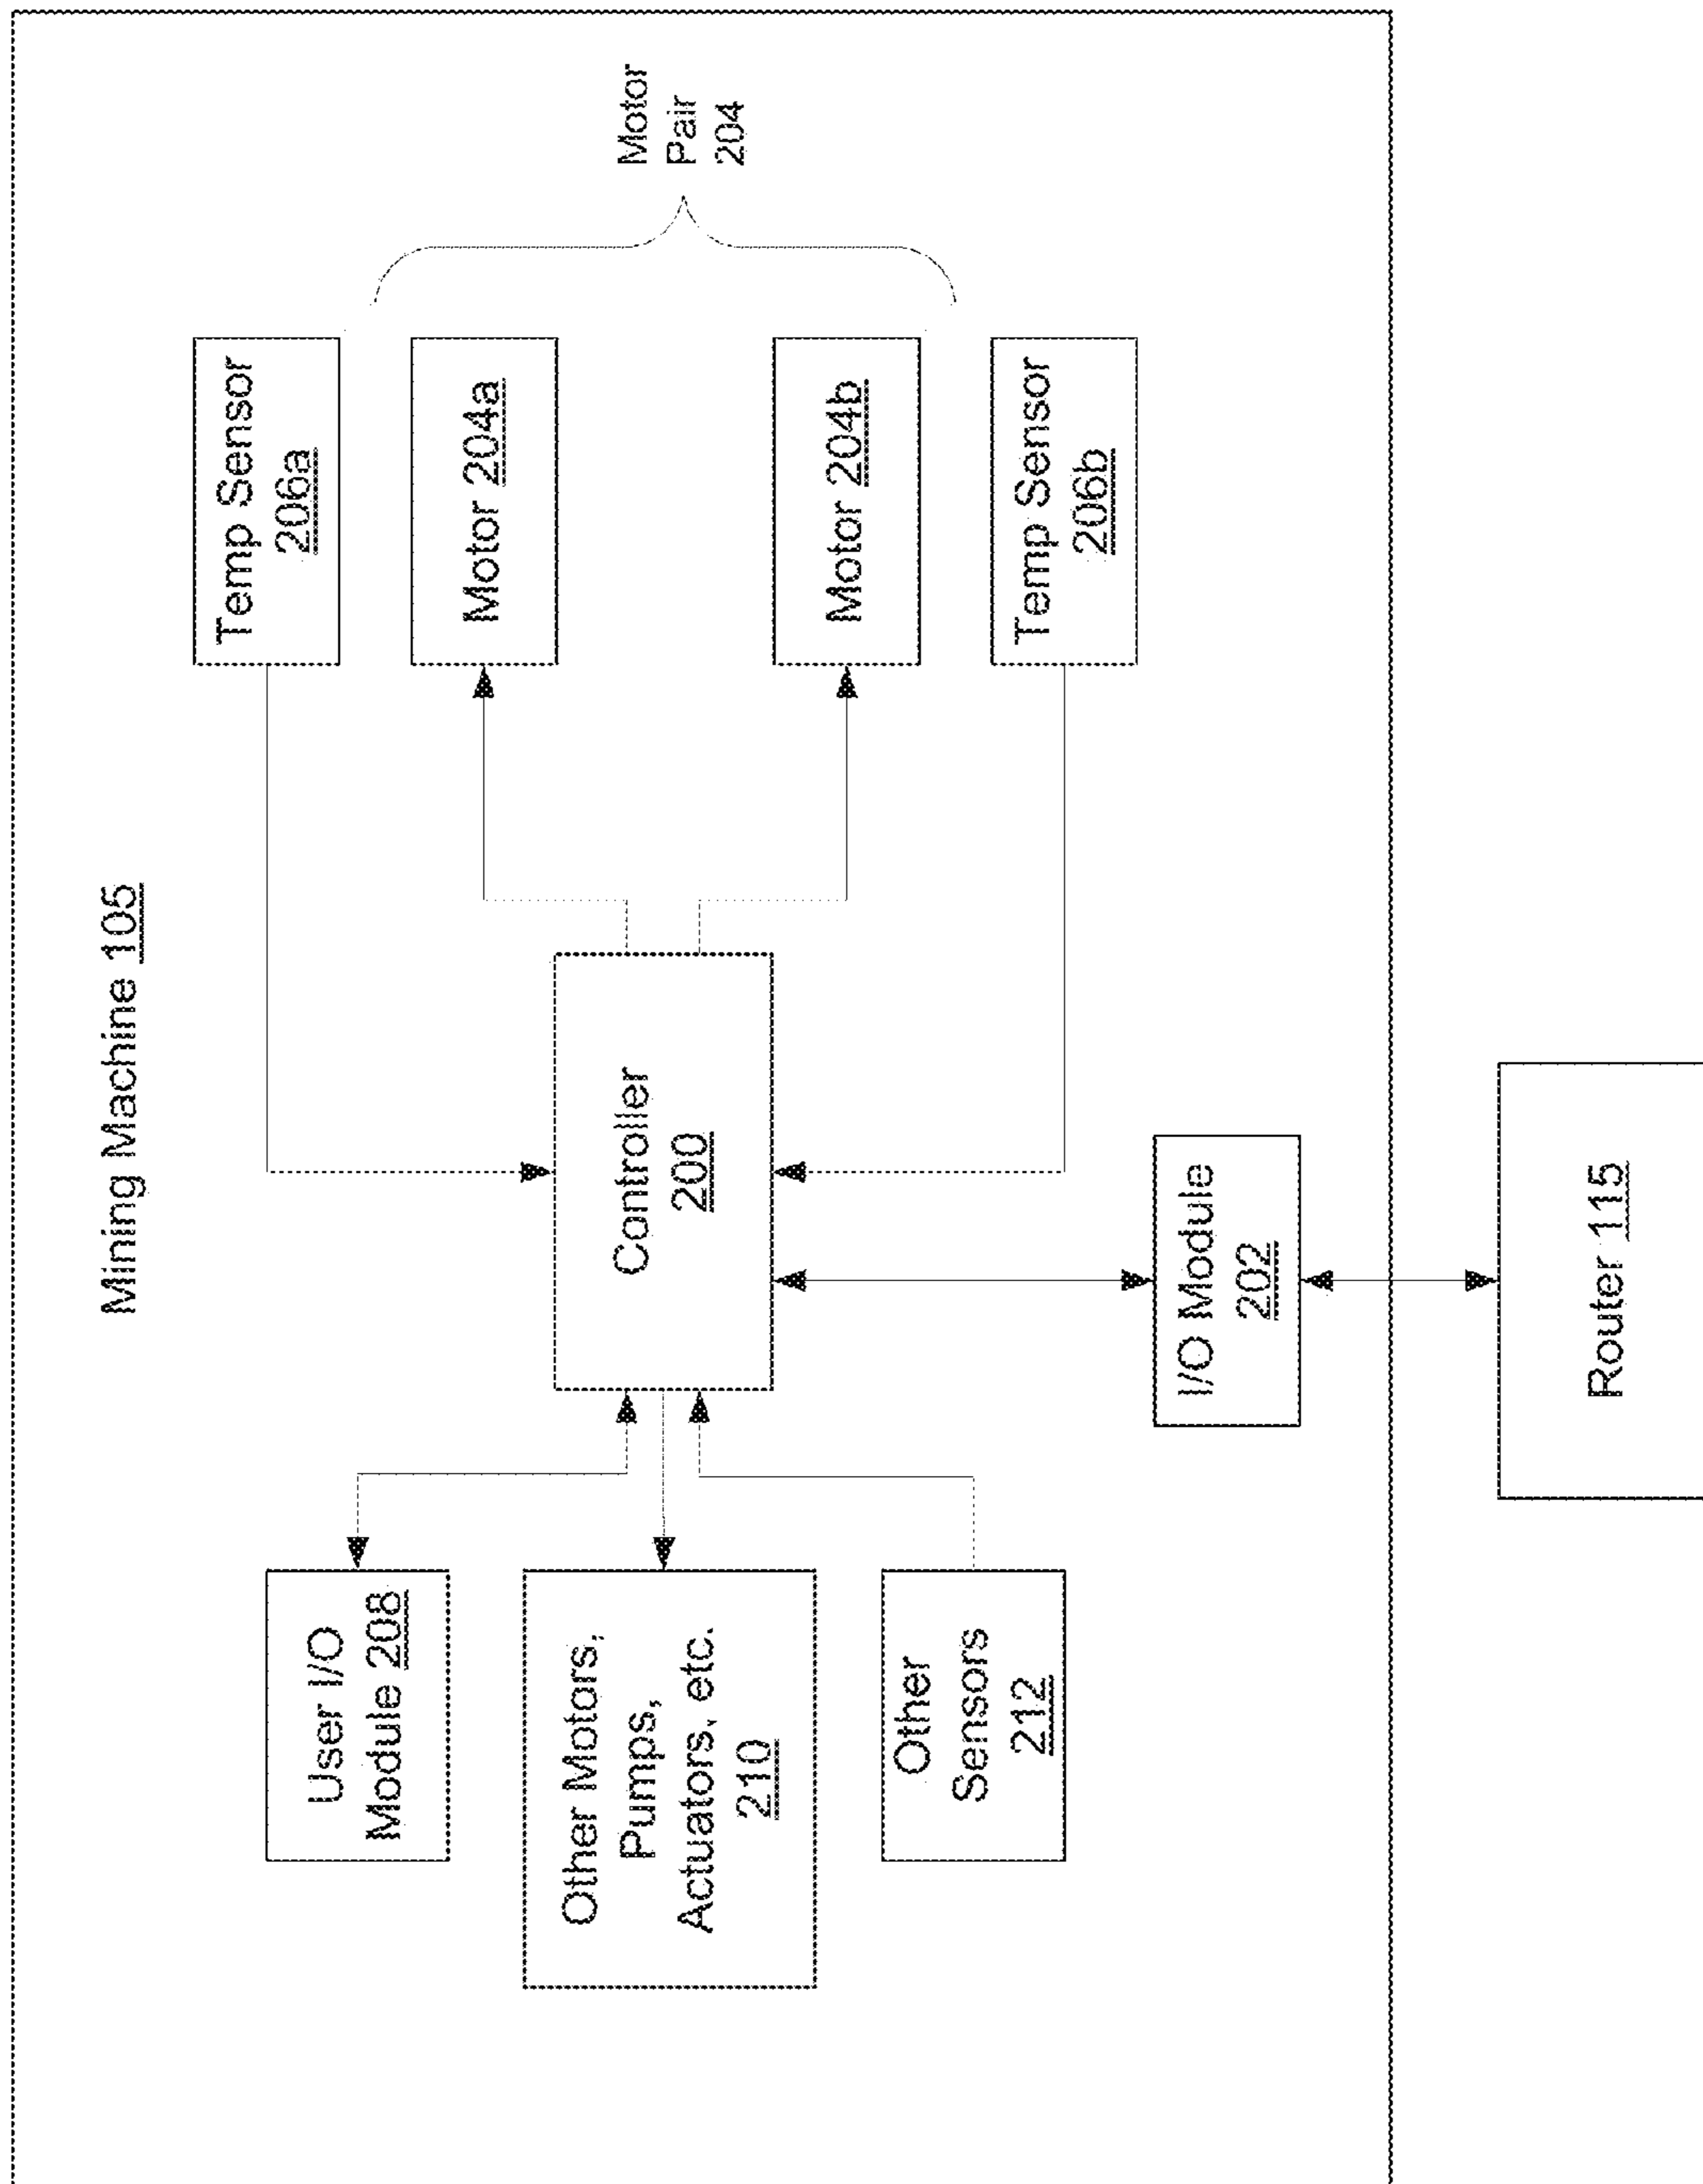 Mining Machine 105
User I/O
Module 208
Other Motors,
Pumps,
Actuators, etc.
210
Other
Sensors
212
Controller
200
Temp Sensor
206a
Motor 204a
Motor 204b
Temp Sensor
206b
Motor
Pair
204
I/O Module
202
Router 115